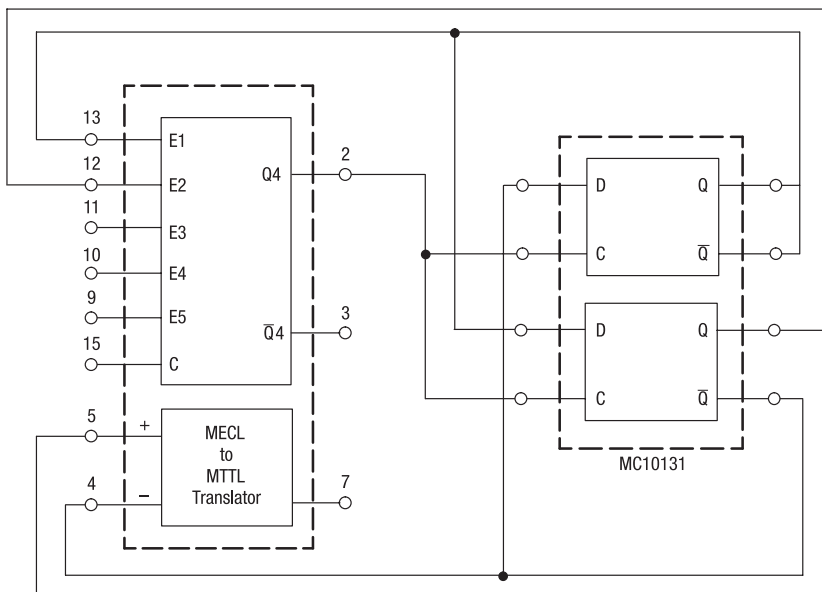 13
E1
12
E2
Q4
2
11
E3
10
E4
9
E5
Q̅4
3
15
C
5
+
MECL
to
MTTL
Translator
4
−
7
D
Q
C
Q̅
D
Q
C
Q̅
MC10131